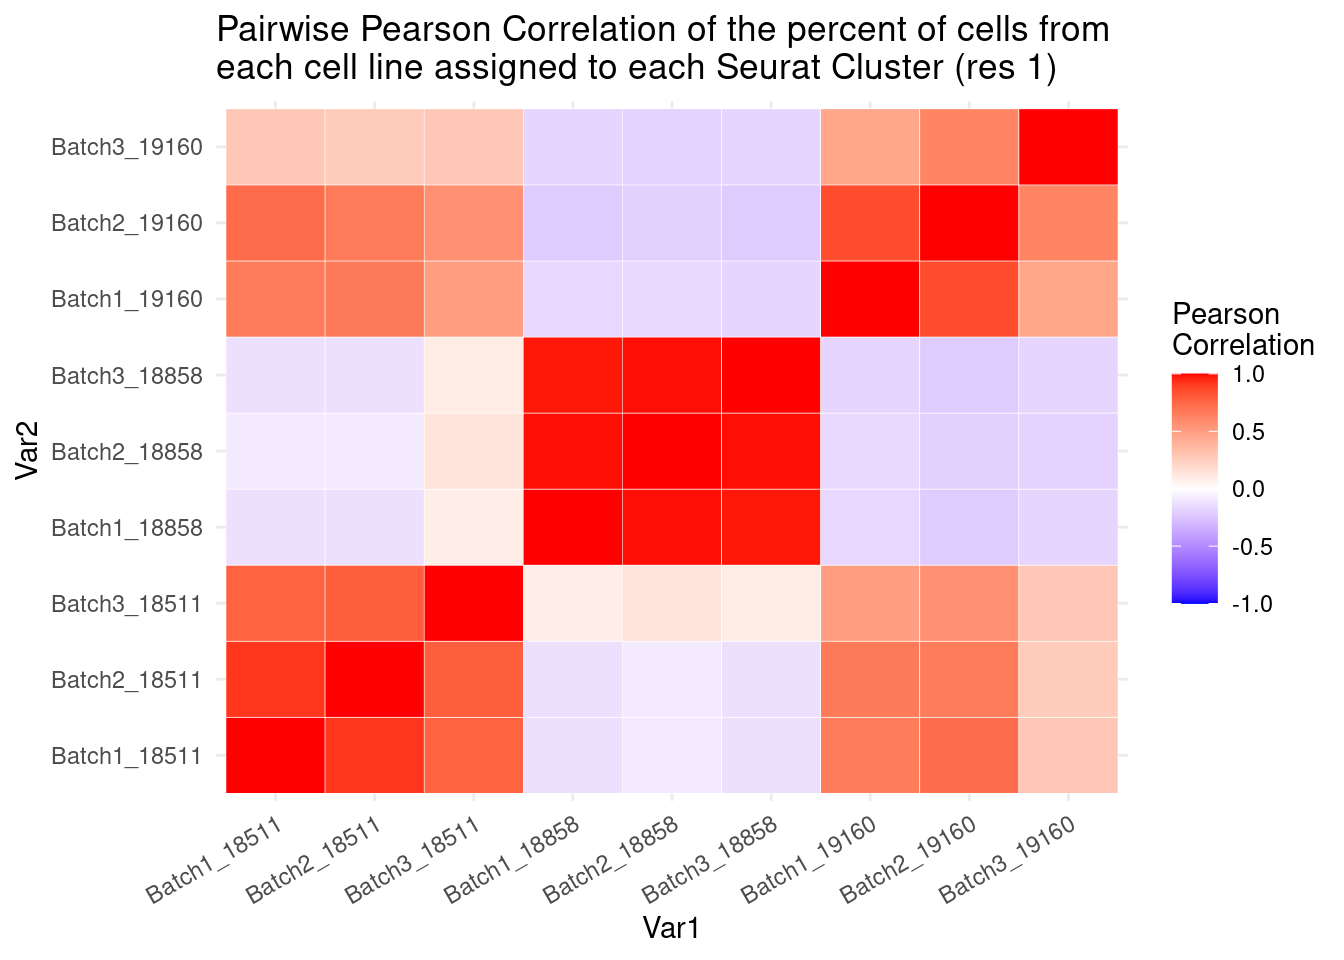 Pairwise Pearson Correlation of the percent of cells from
each cell line assigned to each Seurat Cluster (res 1)
Batch3_19160
Batch2_19160
Batch1_19160
Batch3_18858
Batch2_18858
Batch1_18858
Batch3_18511
Batch2_18511
Batch1_18511
Var2
Batch1_18511
Batch2_18511
Batch3_18511
Batch1_18858
Batch2_18858
Batch3_18858
Batch1_19160
Batch2_19160
Batch3_19160
Var1
Pearson
Correlation
1.0
0.5
0.0
-0.5
-1.0